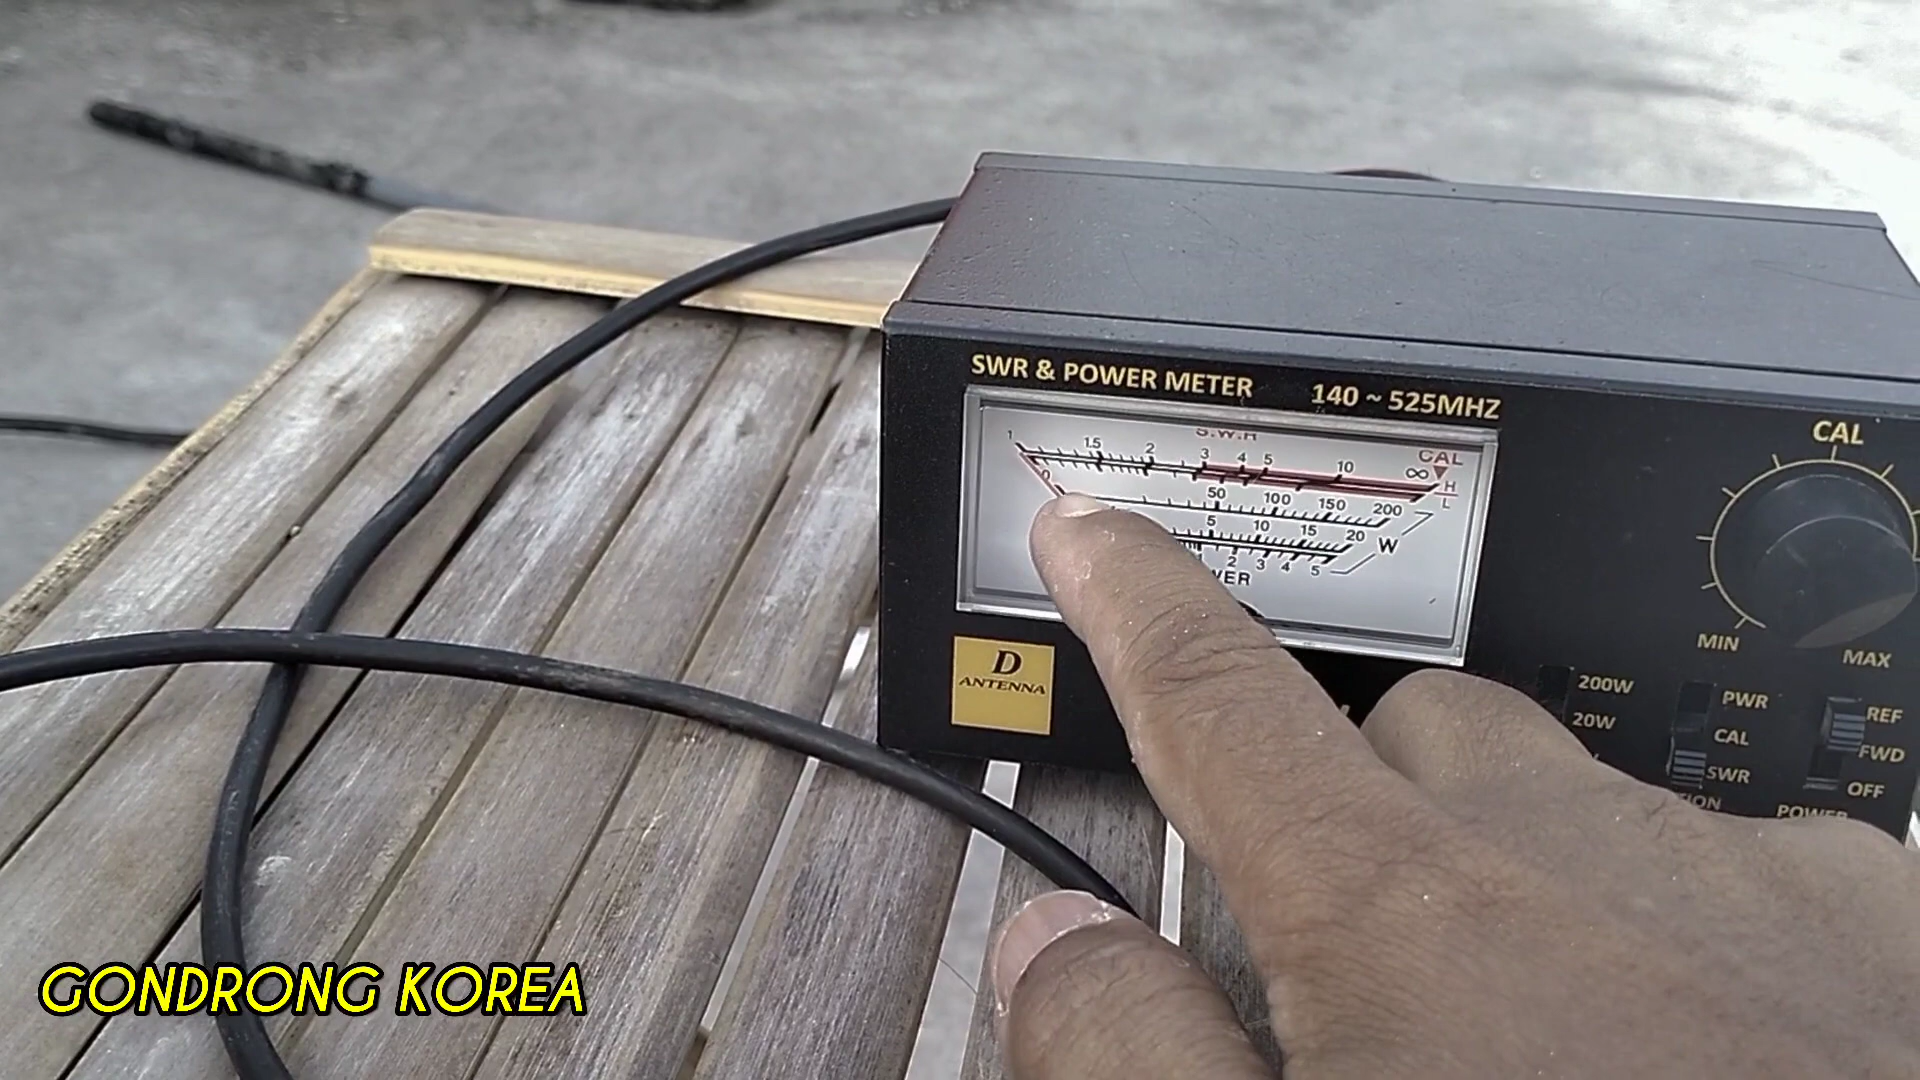 SWR & POWER METER 140 ~ 525MHZ
CAL
S.W.R CAL
1 1.5 2 3 4 5 10 ∞
H
L
0 50 100 150 200
5 10 15 20 W
2 3 4 5
MIN MAX
D
ANTENNA
200W PWR REF
20W CAL FWD
SWR OFF
POWER
GONDRONG KOREA